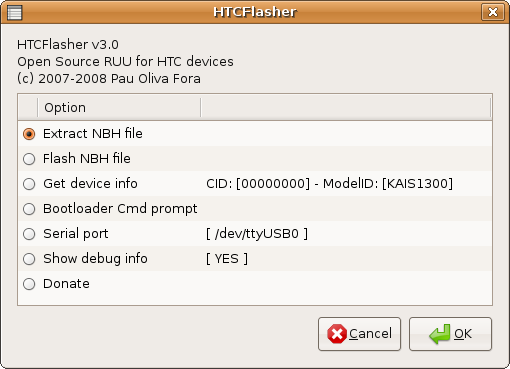 HTCFlasher
HTCFlasher v3.0
Open Source RUU for HTC devices
(c) 2007-2008 Pau Oliva Fora
Option
Extract NBH file
Flash NBH file
Get device info CID: [00000000] - ModelID: [KAIS1300]
Bootloader Cmd prompt
Serial port [ /dev/ttyUSB0 ]
Show debug info [ YES ]
Donate
Cancel OK